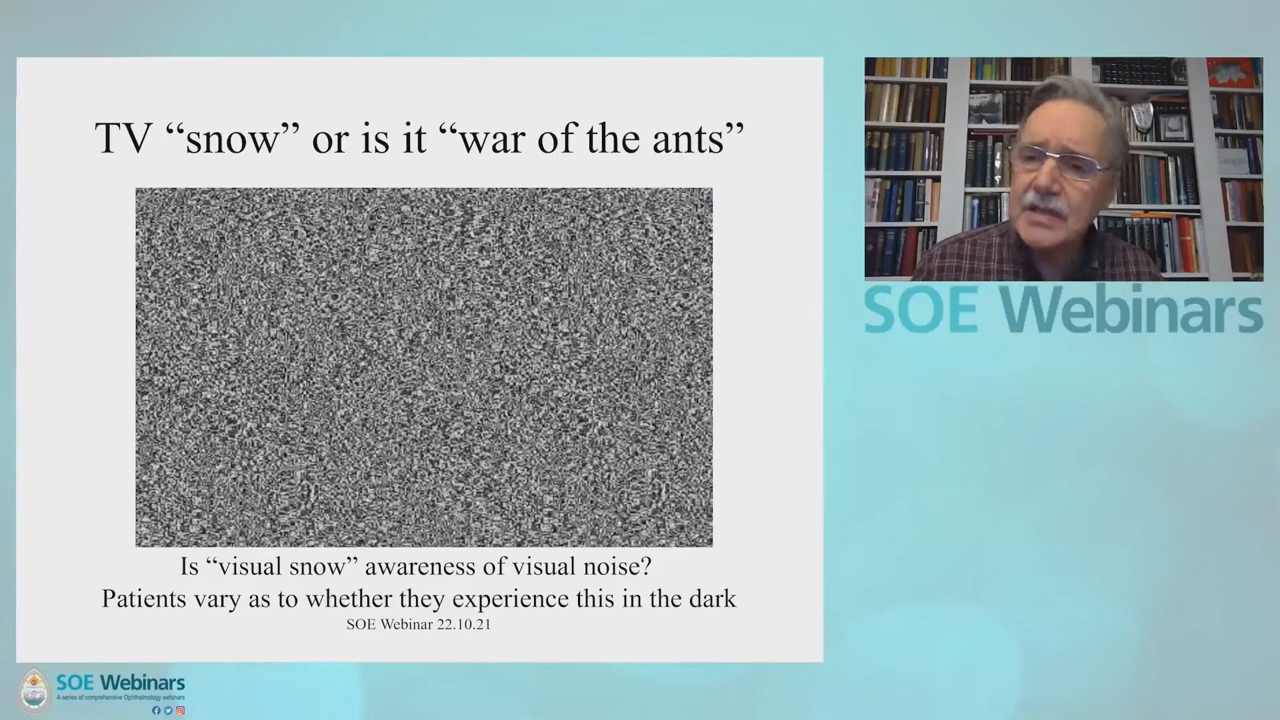 TV “snow” or is it “war of the ants”
Is “visual snow” awareness of visual noise?
Patients vary as to whether they experience this in the dark
SOE Webinar 22.10.21
SOE Webinars
SOE Webinars
A series of comprehensive Ophthalmology webinars